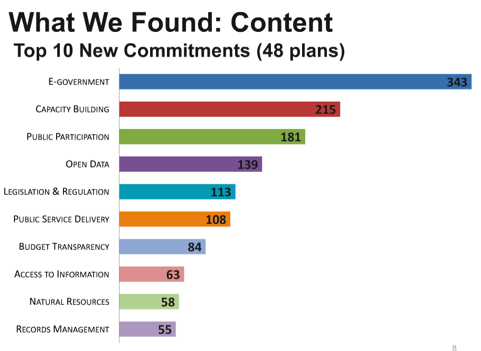 What We Found: Content
Top 10 New Commitments (48 plans)
E-GOVERNMENT 343
CAPACITY BUILDING 215
PUBLIC PARTICIPATION 181
OPEN DATA 139
LEGISLATION & REGULATION 113
PUBLIC SERVICE DELIVERY 108
BUDGET TRANSPARENCY 84
ACCESS TO INFORMATION 63
NATURAL RESOURCES 58
RECORDS MANAGEMENT 55
8